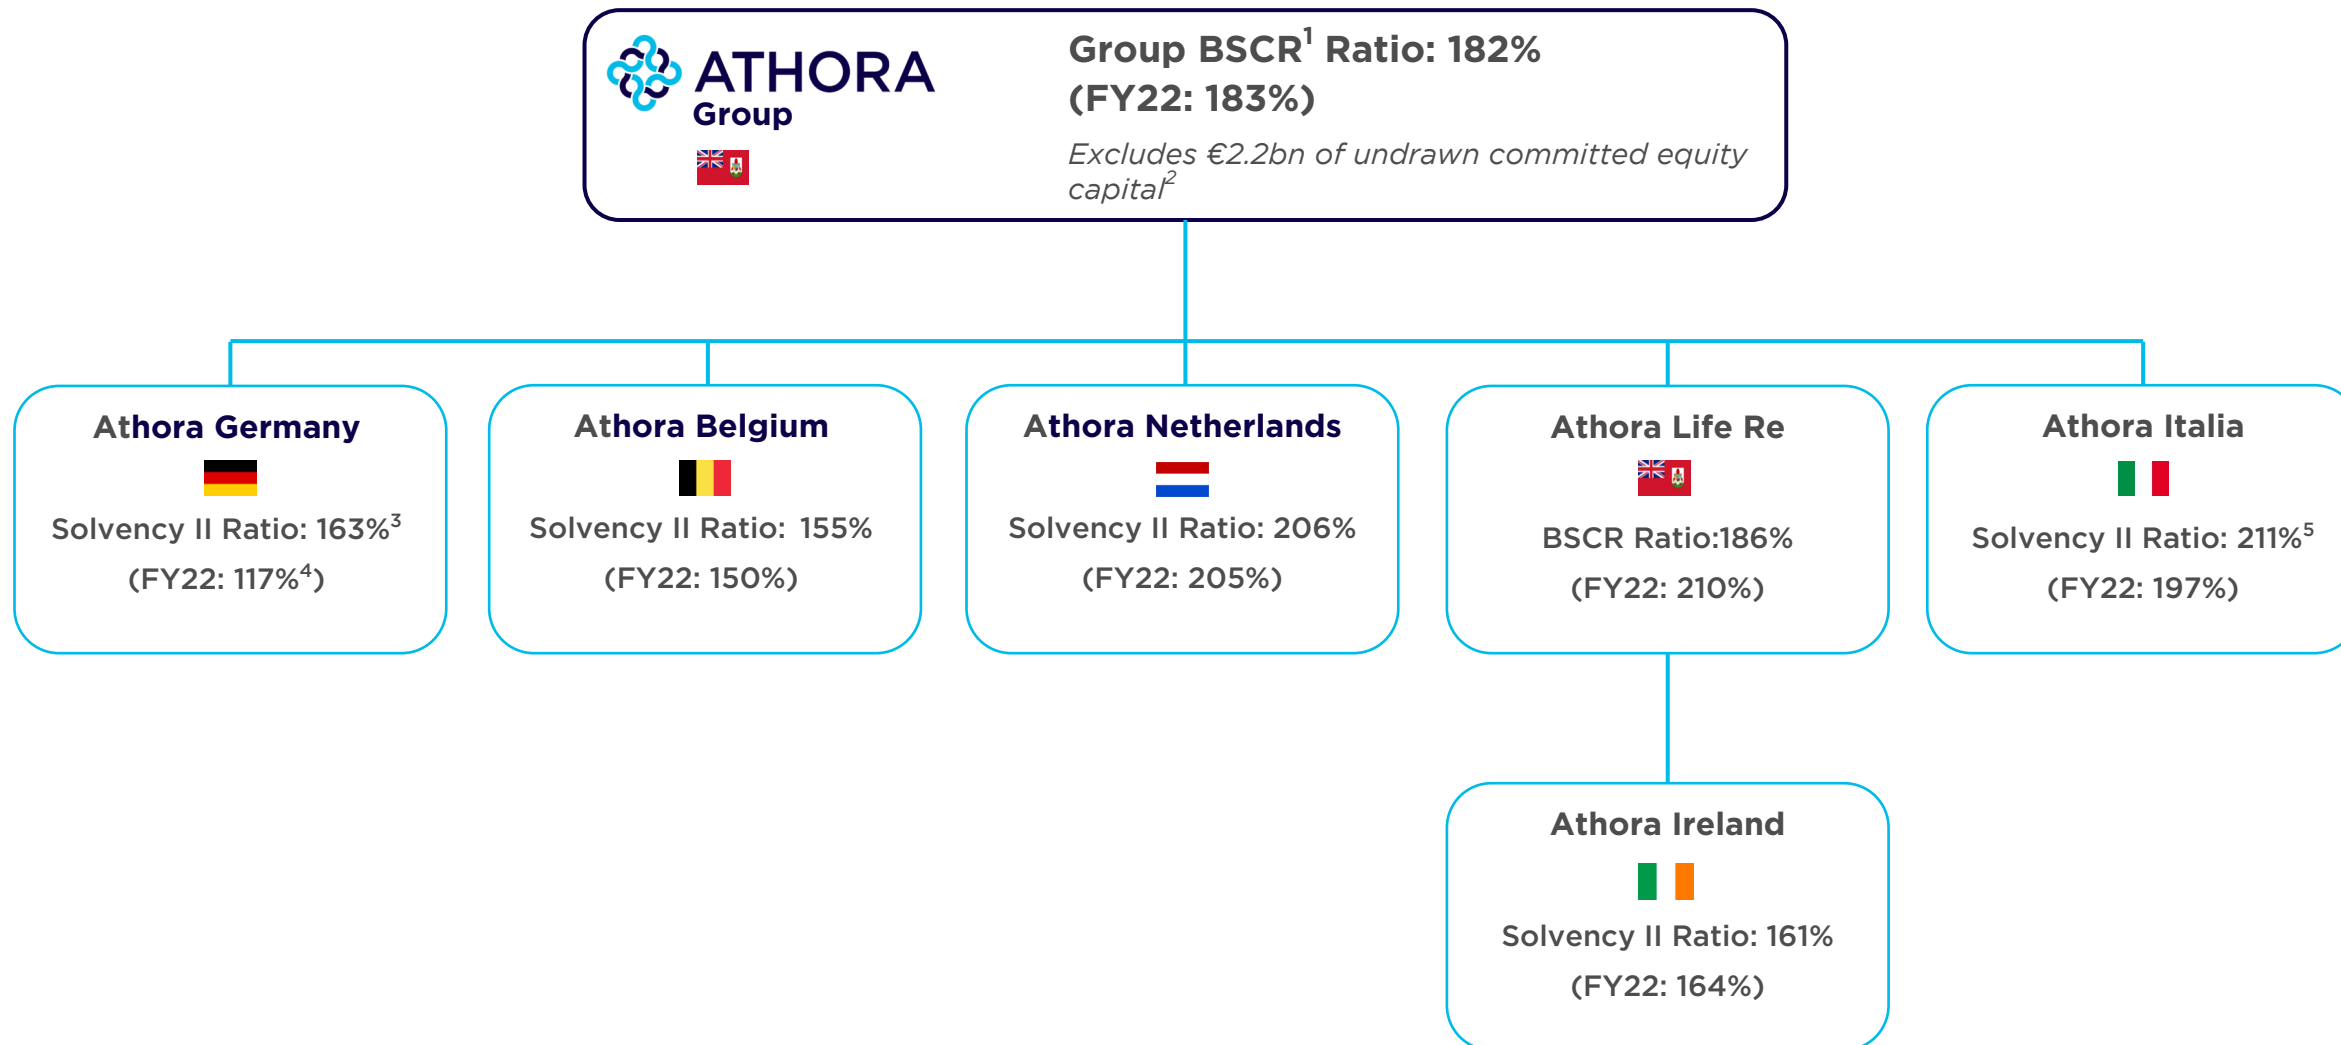 ATHORA
Group
Group BSCR¹ Ratio: 182%
(FY22: 183%)
Excludes €2.2bn of undrawn committed equity
capital²
Athora Germany
Solvency II Ratio: 163%³
(FY22: 117%⁴)
Athora Belgium
Solvency II Ratio: 155%
(FY22: 150%)
Athora Netherlands
Solvency II Ratio: 206%
(FY22: 205%)
Athora Life Re
BSCR Ratio:186%
(FY22: 210%)
Athora Italia
Solvency II Ratio: 211%⁵
(FY22: 197%)
Athora Ireland
Solvency II Ratio: 161%
(FY22: 164%)